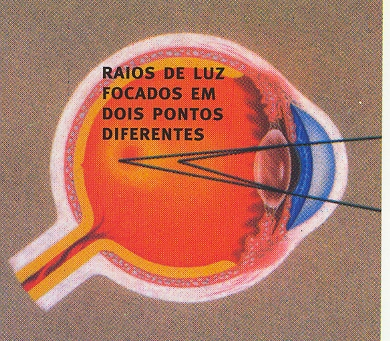 RAIOS DE LUZ
FOCADOS EM
DOIS PONTOS
DIFERENTES